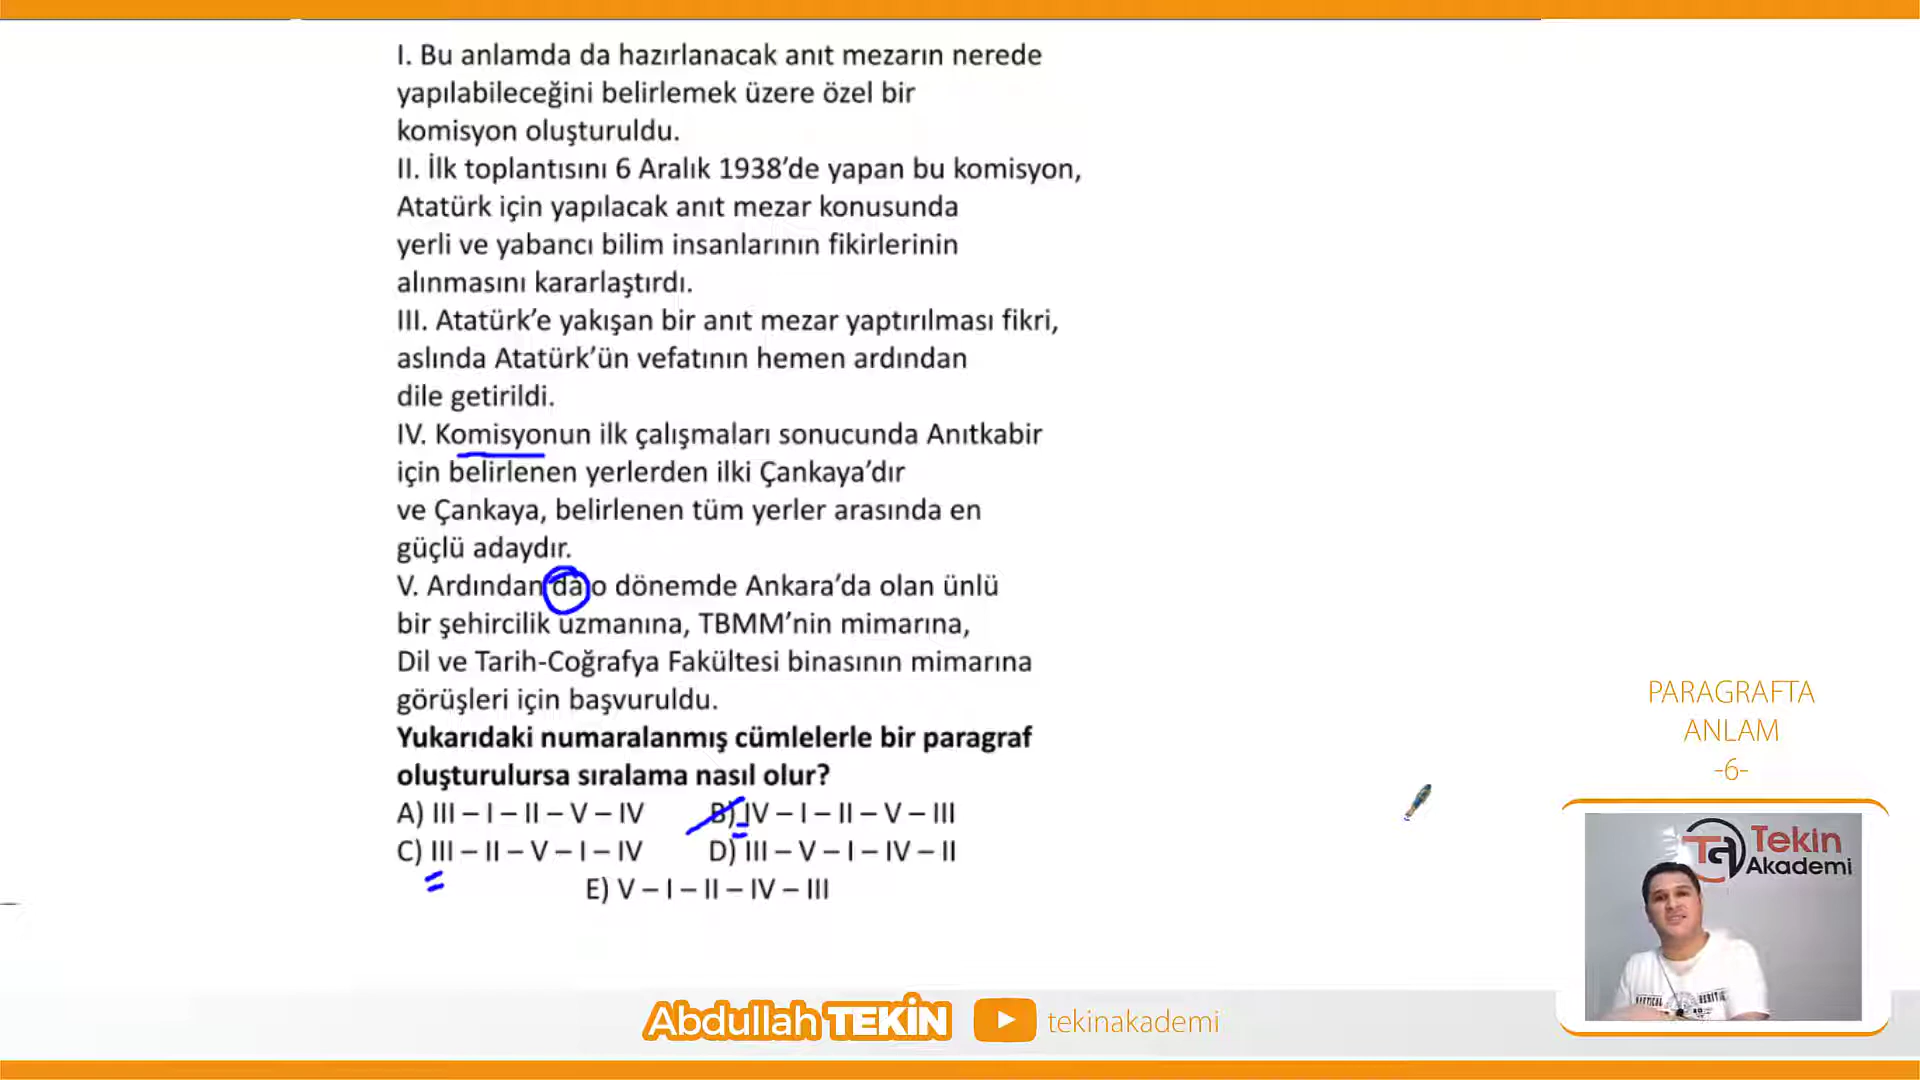 I. Bu anlamda da hazırlanacak anıt mezarın nerede
yapılabileceğini belirlemek üzere özel bir
komisyon oluşturuldu.
II. İlk toplantısını 6 Aralık 1938’de yapan bu komisyon,
Atatürk için yapılacak anıt mezar konusunda
yerli ve yabancı bilim insanlarının fikirlerinin
alınmasını kararlaştırdı.
III. Atatürk’e yakışan bir anıt mezar yaptırılması fikri,
aslında Atatürk’ün vefatının hemen ardından
dile getirildi.
IV. Komisyonun ilk çalışmaları sonucunda Anıtkabir
için belirlenen yerlerden ilki Çankaya’dır
ve Çankaya, belirlenen tüm yerler arasında en
güçlü adaydır.
V. Ardından da o dönemde Ankara’da olan ünlü
bir şehircilik uzmanına, TBMM’nin mimarına,
Dil ve Tarih-Coğrafya Fakültesi binasının mimarına
görüşleri için başvuruldu.
Yukarıdaki numaralanmış cümlelerle bir paragraf
oluşturulursa sıralama nasıl olur?
A) III – I – II – V – IV B) IV – I – II – V – III
C) III – II – V – I – IV D) III – V – I – IV – II
E) V – I – II – IV – III
PARAGRAFTA
ANLAM
-6-
Ta Tekin
Akademi
Abdullah TEKİN tekinakademi